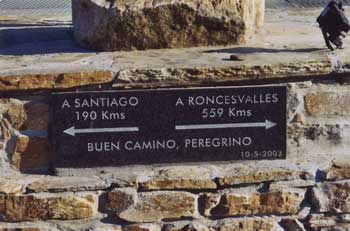 A SANTIAGO
190 Kms
A RONCESVALLES
559 Kms
BUEN CAMINO, PEREGRINO
10-5-2003